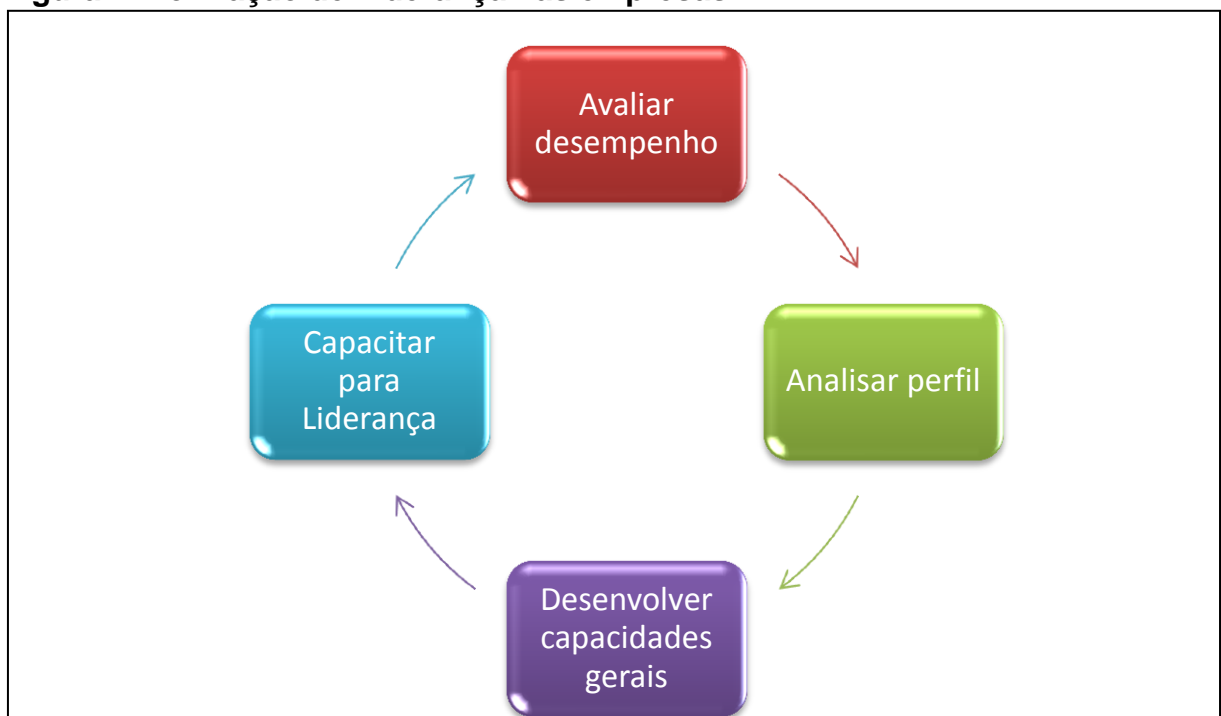 Avaliar
desempenho
Analisar perfil
Desenvolver
capacidades
gerais
Capacitar
para
Liderança